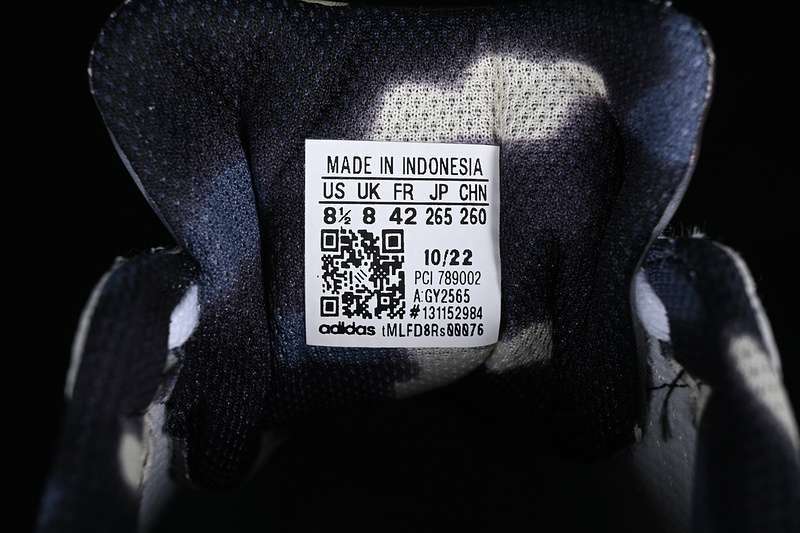 MADE IN INDONESIA
US UK FR JP CHN
8½ 8 42 265 260
10/22
PCI 789002
A:GY2565
#131152984
adidas tMLFD8Rs00076